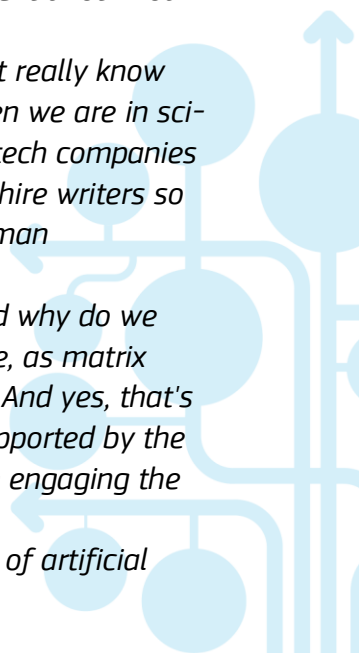 t really know
en we are in sci-
tech companies
hire writers so
man
d why do we
e, as matrix
And yes, that's
pported by the
engaging the
of artificial